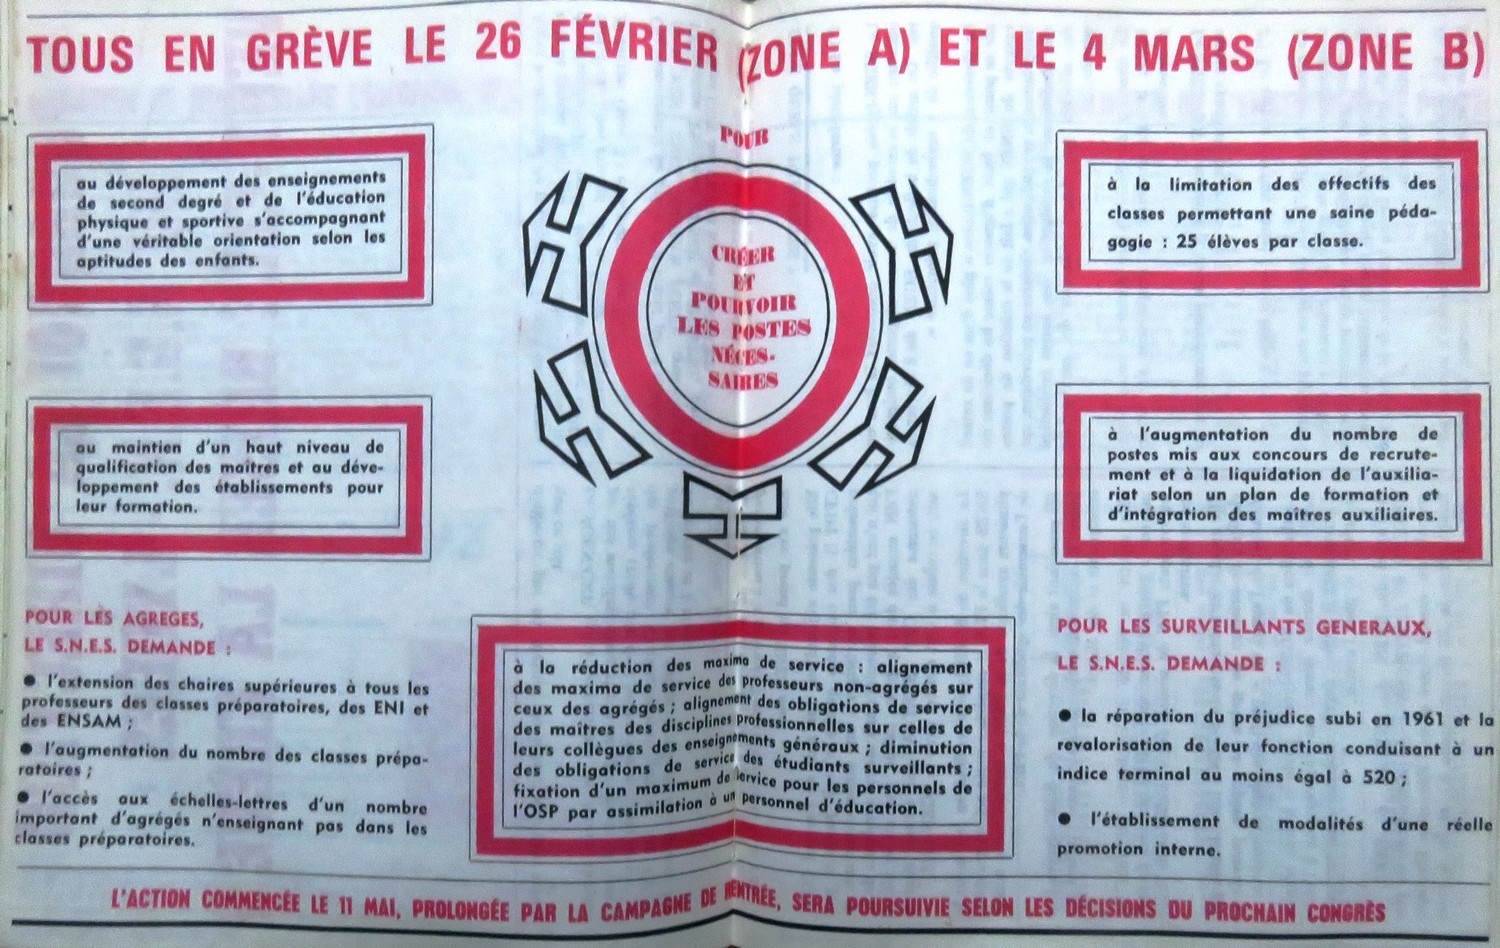 TOUS EN GRÈVE LE 26 FÉVRIER (ZONE A) ET LE 4 MARS (ZONE B)
POUR
CRÉER
ET
POURVOIR
LES POSTES
NÉCES-
SAIRES
au développement des enseignements
de second degré et de l'éducation
physique et sportive s'accompagnant
d'une véritable orientation selon les
aptitudes des enfants.
à la limitation des effectifs des
classes permettant une saine péda-
gogie : 25 élèves par classe.
au maintien d'un haut niveau de
qualification des maîtres et au déve-
loppement des établissements pour
leur formation.
à l'augmentation du nombre de
postes mis aux concours de recrute-
ment et à la liquidation de l'auxilia-
riat selon un plan de formation et
d'intégration des maîtres auxiliaires.
POUR LES AGREGES,
LE S.N.E.S. DEMANDE :
● l'extension des chaires supérieures à tous les
professeurs des classes préparatoires, des ENI et
des ENSAM ;
● l'augmentation du nombre des classes prépa-
ratoires ;
● l'accès aux échelles-lettres d'un nombre
important d'agrégés n'enseignant pas dans les
classes préparatoires.
à la réduction des maxima de service : alignement
des maxima de service des professeurs non-agrégés sur
ceux des agrégés ; alignement des obligations de service
des maîtres des disciplines professionnelles sur celles de
leurs collègues des enseignements généraux ; diminution
des obligations de service des étudiants surveillants ;
fixation d'un maximum de service pour les personnels de
l'OSP par assimilation à un personnel d'éducation.
POUR LES SURVEILLANTS GENERAUX,
LE S.N.E.S. DEMANDE :
● la réparation du préjudice subi en 1961 et la
revalorisation de leur fonction conduisant à un
indice terminal au moins égal à 520 ;
● l'établissement de modalités d'une réelle
promotion interne.
L'ACTION COMMENCÉE LE 11 MAI, PROLONGÉE PAR LA CAMPAGNE DE RENTRÉE, SERA POURSUIVIE SELON LES DÉCISIONS DU PROCHAIN CONGRÈS